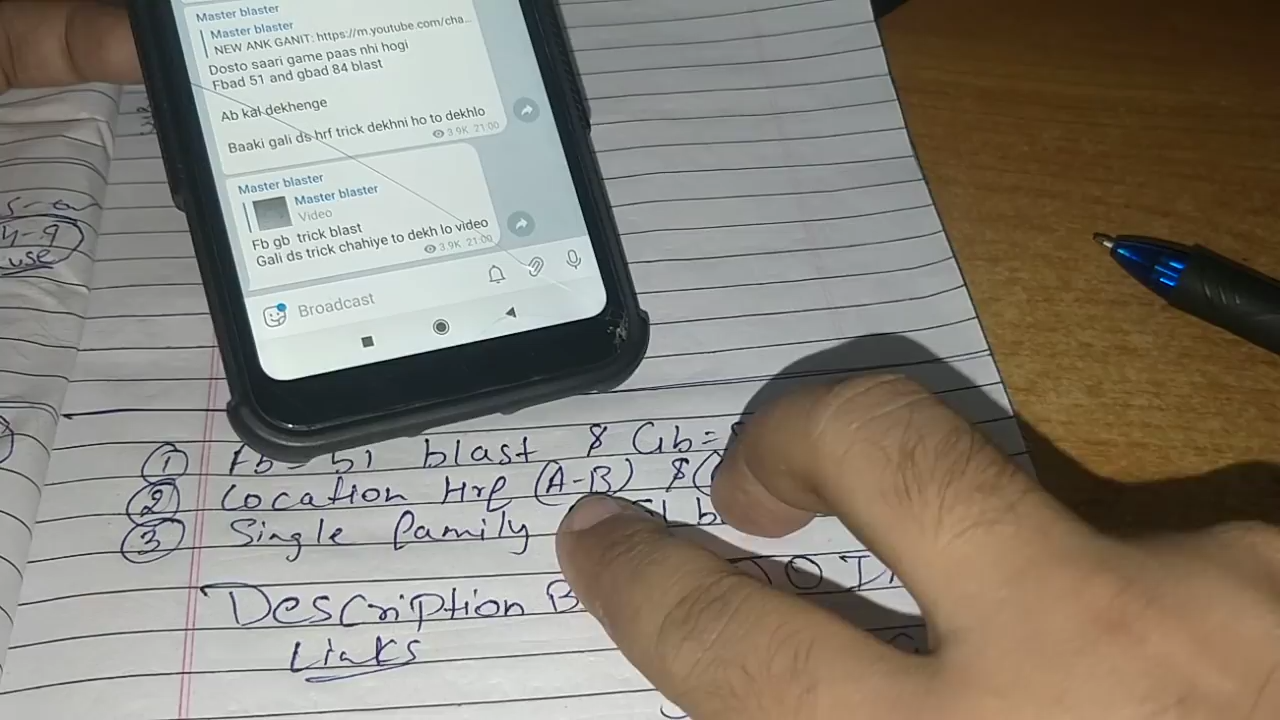 Master blaster
Master blaster
NEW ANK GANIT: https://m.youtube.com/cha...
Dosto saari game paas nhi hogi
Fbad 51 and gbad 84 blast
Ab kal dekhenge
Baaki gali ds hrf trick dekhni ho to dekhlo
3.9K 21:00
Master blaster
Master blaster
Video
Fb gb trick blast
Gali ds trick chahiye to dekh lo video
3.9K 21:00
Broadcast
4-9
use
① Fb = 51 blast $ Gb=
② Location Hrf (A-B) $(
③ Single family
Description B
Links